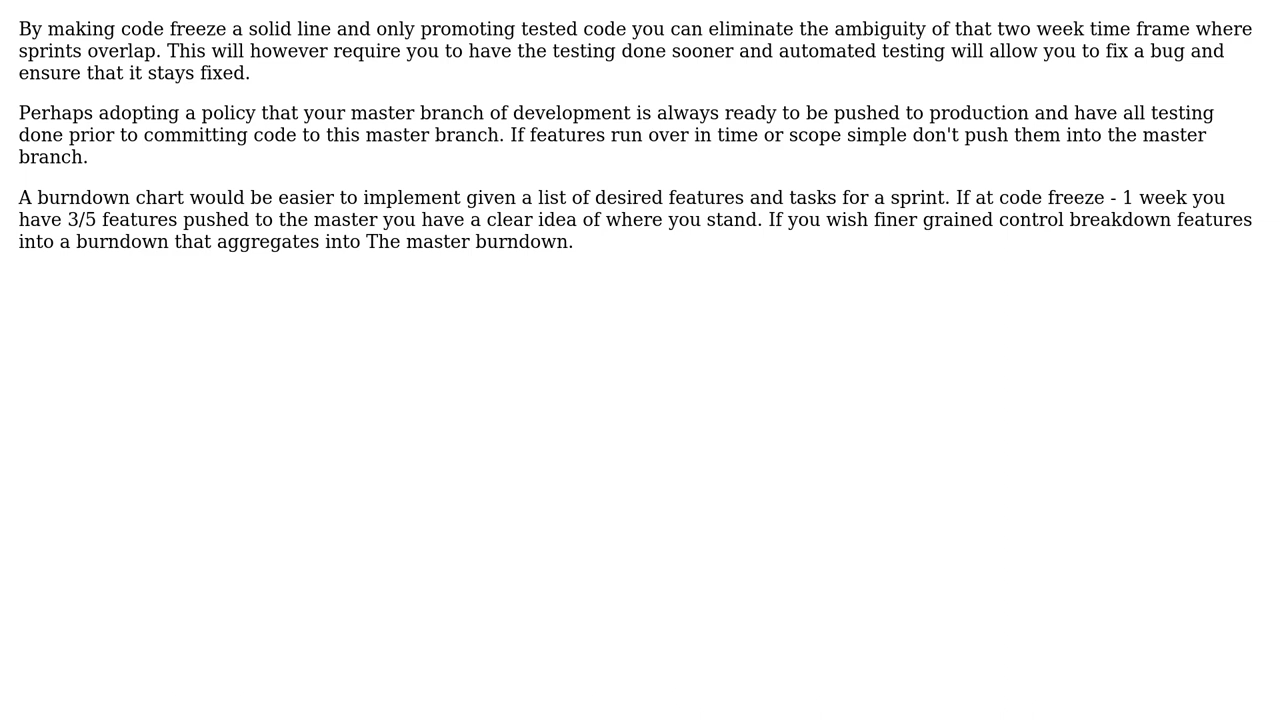 By making code freeze a solid line and only promoting tested code you can eliminate the ambiguity of that two week time frame where
sprints overlap. This will however require you to have the testing done sooner and automated testing will allow you to fix a bug and
ensure that it stays fixed.
Perhaps adopting a policy that your master branch of development is always ready to be pushed to production and have all testing
done prior to committing code to this master branch. If features run over in time or scope simple don't push them into the master
branch.
A burndown chart would be easier to implement given a list of desired features and tasks for a sprint. If at code freeze - 1 week you
have 3/5 features pushed to the master you have a clear idea of where you stand. If you wish finer grained control breakdown features
into a burndown that aggregates into The master burndown.